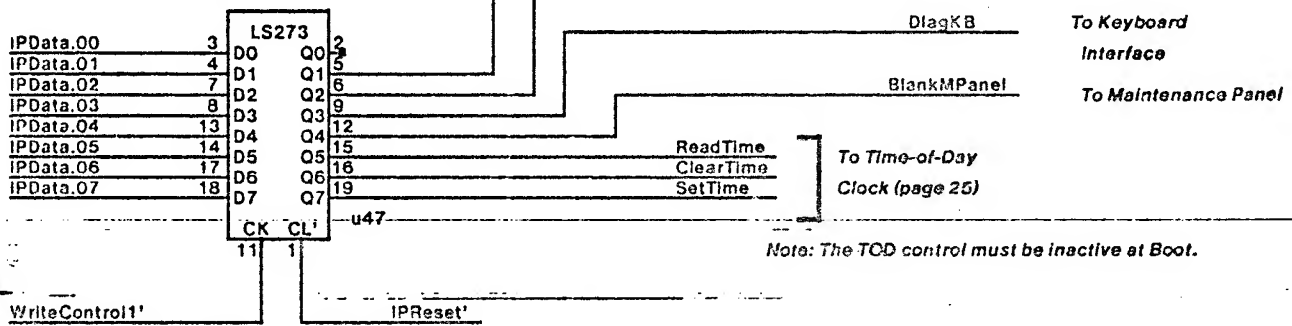 LS273
IPData.00 3 D0 Q0 2
IPData.01 4 D1 Q1 5
IPData.02 7 D2 Q2 6
IPData.03 8 D3 Q3 9
IPData.04 13 D4 Q4 12
IPData.05 14 D5 Q5 15 ReadTime
IPData.06 17 D6 Q6 16 ClearTime
IPData.07 18 D7 Q7 19 SetTime
CK CL' u47
11 1
WriteControl1' IPReset'
DiagKB To Keyboard
Interface
BlankMPanel To Maintenance Panel
To Time-of-Day
Clock (page 25)
Note: The TOD control must be inactive at Boot.